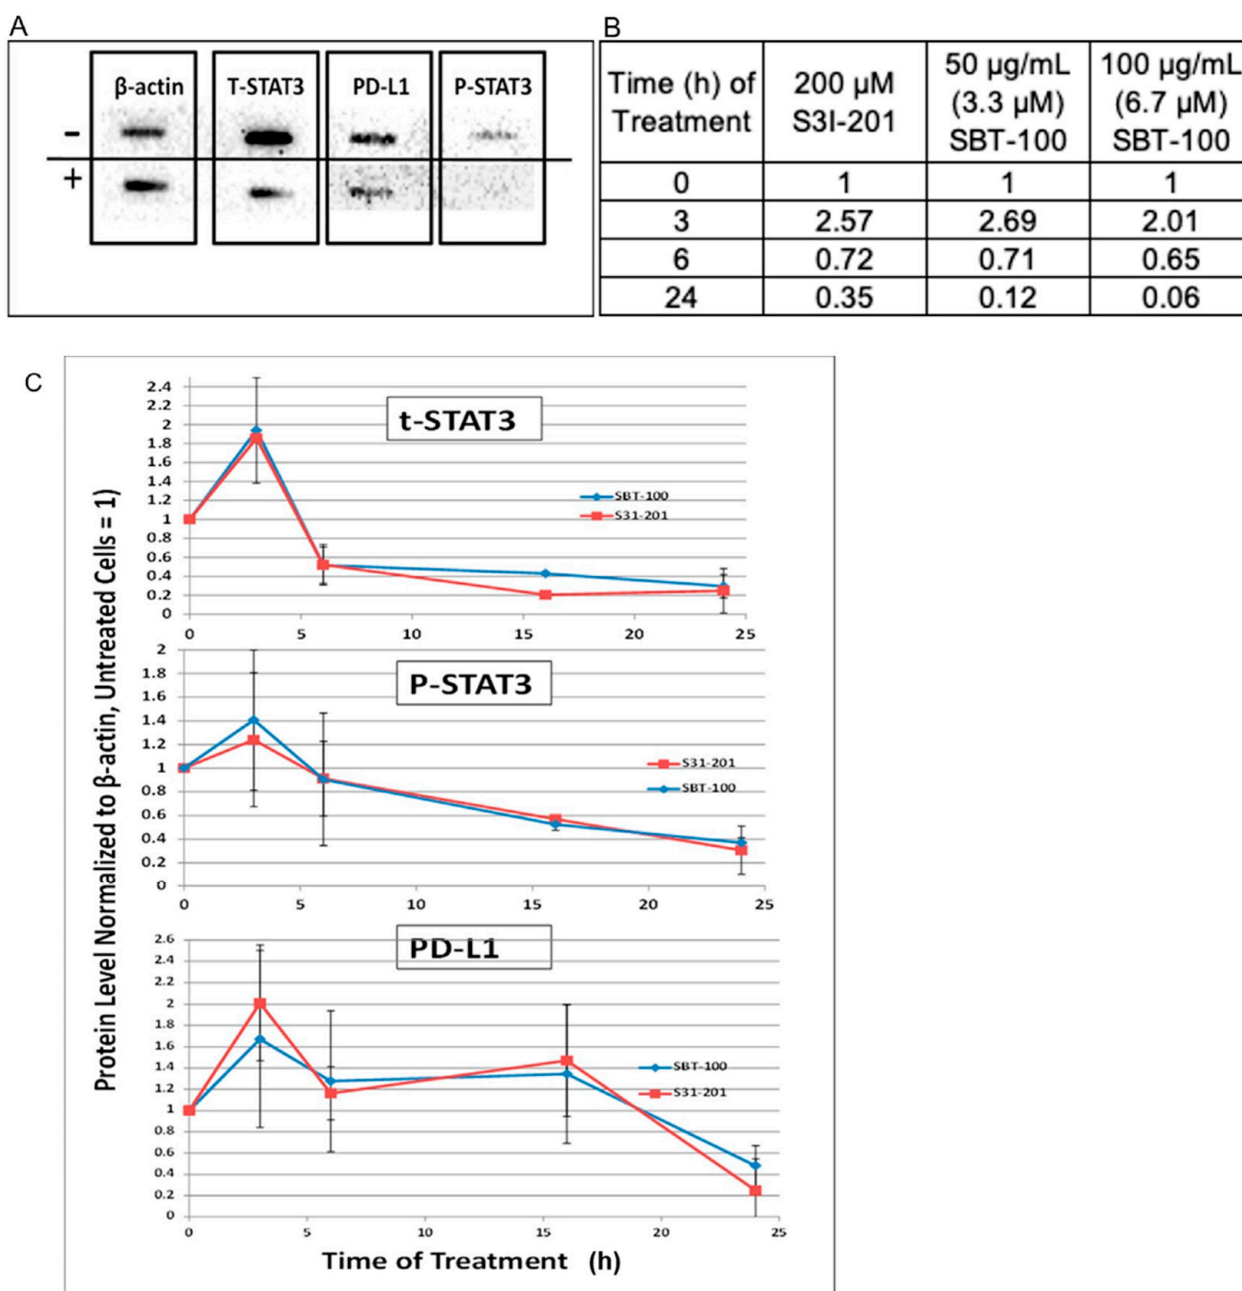 A
β-actin T-STAT3 PD-L1 P-STAT3
-
+
B
Time (h) of Treatment 200 µM S3I-201 50 µg/mL (3.3 µM) SBT-100 100 µg/mL (6.7 µM) SBT-100
0 1 1 1
3 2.57 2.69 2.01
6 0.72 0.71 0.65
24 0.35 0.12 0.06
C
Protein Level Normalized to β-actin, Untreated Cells = 1)
t-STAT3
2.4
2.2
2
1.8
1.6
1.4
1.2
1
0.8
0.6
0.4
0.2
0
SBT-100
S31-201
0 5 10 15 20 25
P-STAT3
2
1.8
1.6
1.4
1.2
1
0.8
0.6
0.4
0.2
0
S31-201
SBT-100
0 5 10 15 20 25
PD-L1
2.6
2.4
2.2
2
1.8
1.6
1.4
1.2
1
0.8
0.6
0.4
0.2
0
SBT-100
S31-201
0 5 10 15 20 25
Time of Treatment (h)